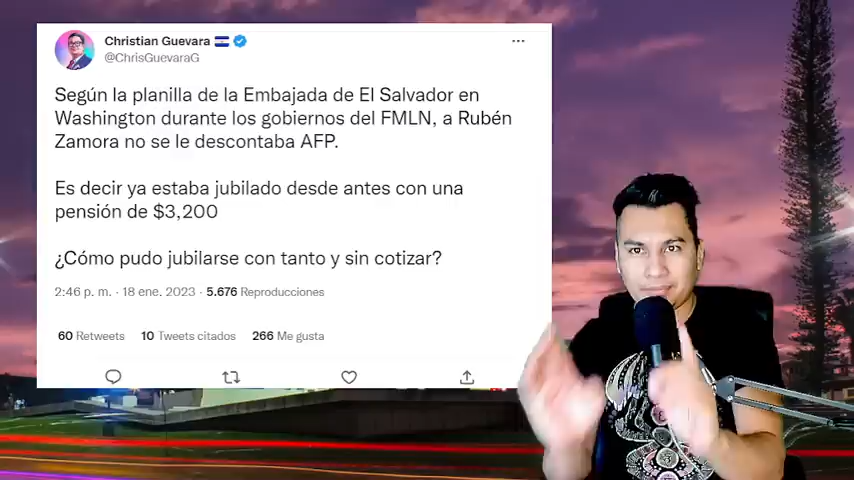 Christian Guevara
@ChrisGuevaraG
Según la planilla de la Embajada de El Salvador en
Washington durante los gobiernos del FMLN, a Rubén
Zamora no se le descontaba AFP.
Es decir ya estaba jubilado desde antes con una
pensión de $3,200
¿Cómo pudo jubilarse con tanto y sin cotizar?
2:46 p. m. · 18 ene. 2023 · 5.676 Reproducciones
60 Retweets 10 Tweets citados 266 Me gusta